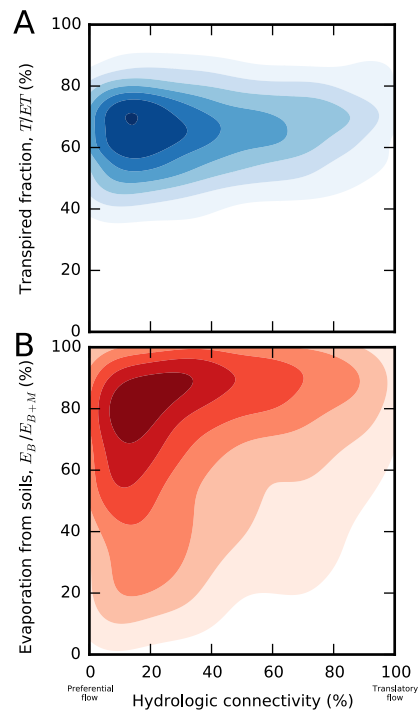 A
100
80
60
40
20
0
Transpired fraction, T/ET (%)
B
100
80
60
40
20
0
Evaporation from soils, E_B/E_{B+M} (%)
0 20 40 60 80 100
Preferential
flow
Hydrologic connectivity (%)
Translatory
flow